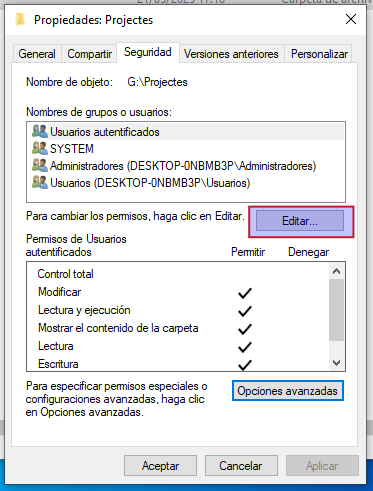 Propiedades: Projectes
General
Compartir
Seguridad
Versiones anteriores
Personalizar
Nombre de objeto: G:\Projectes
Nombres de grupos o usuarios:
Usuarios autentificados
SYSTEM
Administradores (DESKTOP-0NBMB3P\Administradores)
Usuarios (DESKTOP-0NBMB3P\Usuarios)
Para cambiar los permisos, haga clic en Editar.
Editar...
Permisos de Usuarios
autentificados
Permitir
Denegar
Control total
Modificar
Lectura y ejecución
Mostrar el contenido de la carpeta
Lectura
Escritura
Para especificar permisos especiales o
configuraciones avanzadas, haga clic
en Opciones avanzadas.
Opciones avanzadas
Aceptar
Cancelar
Aplicar